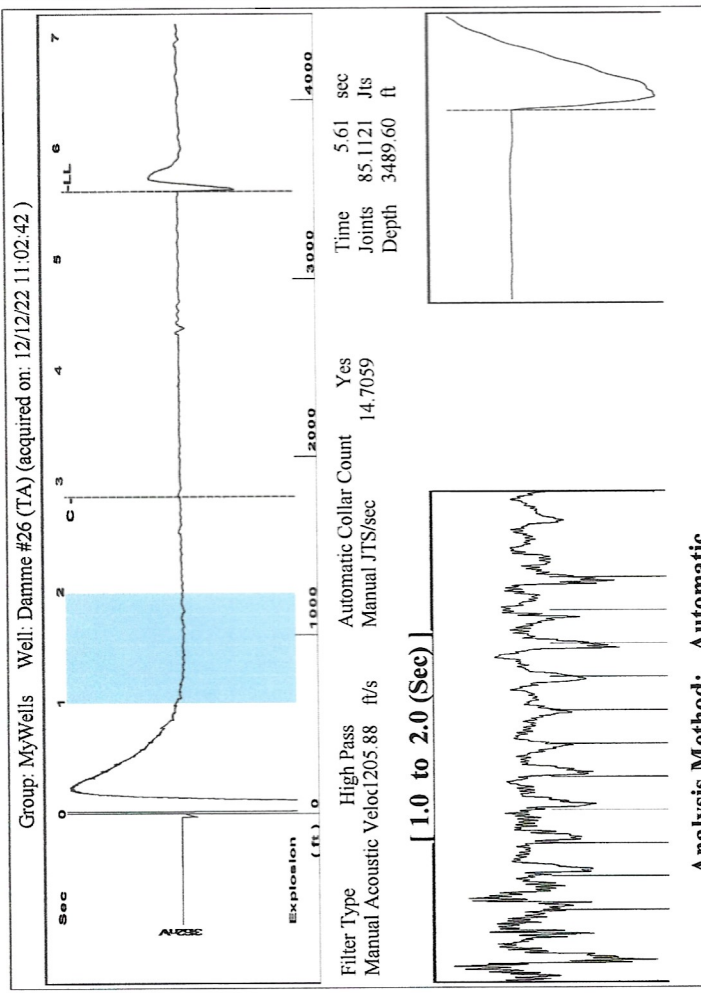 Group: MyWells Well: Damme #26 (TA) (acquired on: 12/12/22 11:02:42 )
Sec 0 1 2 3 4 5 6 7
C -
-LL
Explosion
( ft ) 0 1000 2000 3000 4000
Filter Type High Pass Automatic Collar Count Yes Time 5.61 sec
Manual Acoustic Veloc1205.88 ft/s Manual JTS/sec 14.7059 Joints 85.1121 Jts
Depth 3489.60 ft
[ 1.0 to 2.0 (Sec) ]
Analysis Method: Automatic